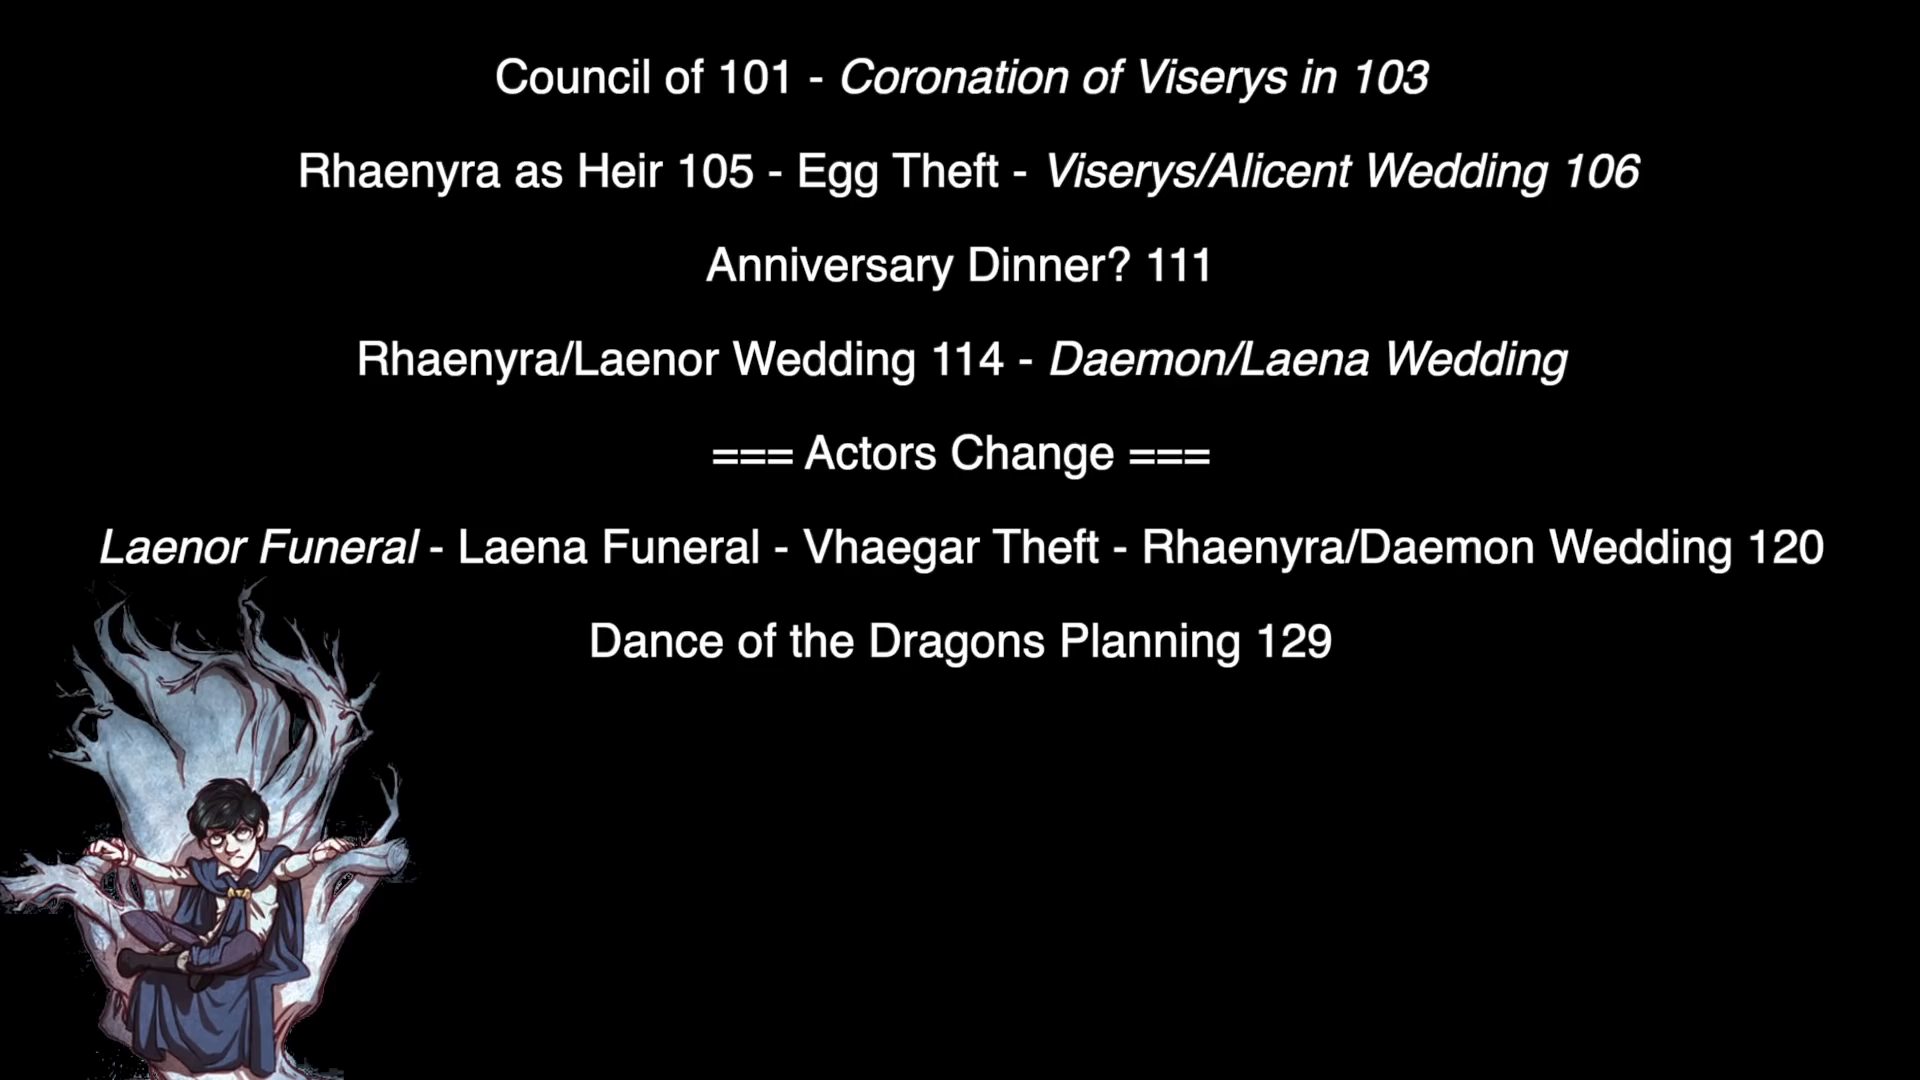 Council of 101 - Coronation of Viserys in 103
Rhaenyra as Heir 105 - Egg Theft - Viserys/Alicent Wedding 106
Anniversary Dinner? 111
Rhaenyra/Laenor Wedding 114 - Daemon/Laena Wedding
=== Actors Change ===
Laenor Funeral - Laena Funeral - Vhaegar Theft - Rhaenyra/Daemon Wedding 120
Dance of the Dragons Planning 129